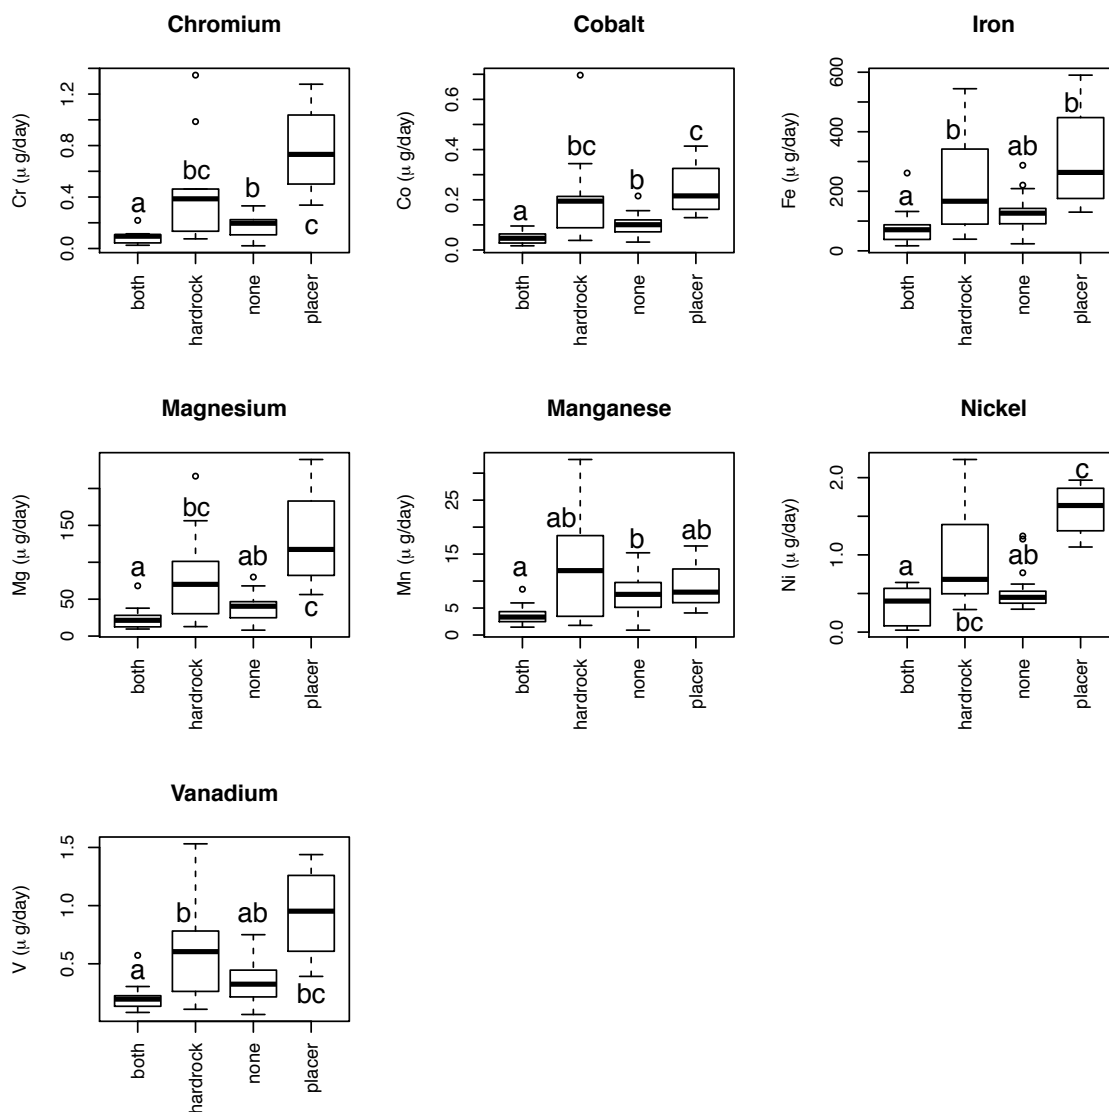 Chromium
Cr (μ g/day)
0.0 0.4 0.8 1.2
a bc b c
both hardrock none placer
Cobalt
Co (μ g/day)
0.0 0.2 0.4 0.6
a bc b c
both hardrock none placer
Iron
Fe (μ g/day)
0 200 400 600
a b ab b
both hardrock none placer
Magnesium
Mg (μ g/day)
0 50 150
a bc ab c
both hardrock none placer
Manganese
Mn (μ g/day)
0 5 15 25
a ab b ab
both hardrock none placer
Nickel
Ni (μ g/day)
0.0 1.0 2.0
a bc ab c
both hardrock none placer
Vanadium
V (μ g/day)
0.5 1.0 1.5
a b ab bc
both hardrock none placer